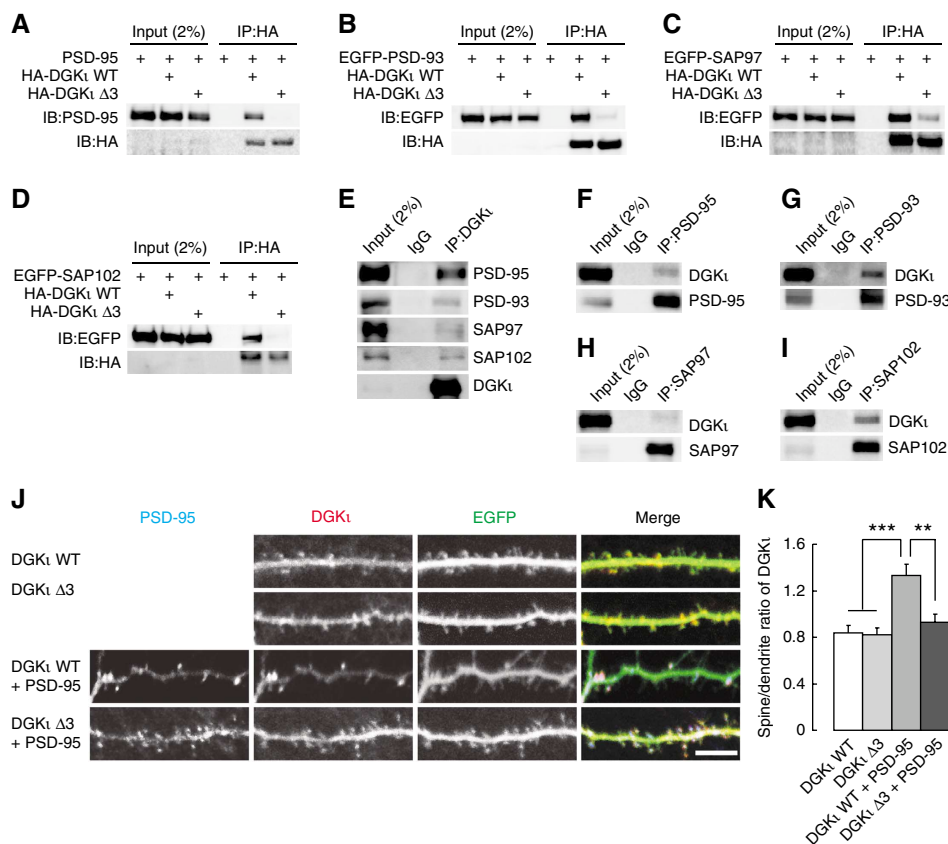 A
Input (2%) IP:HA
PSD-95 + + + + + +
HA-DGKι WT + +
HA-DGKι Δ3 + +
IB:PSD-95
IB:HA
B
Input (2%) IP:HA
EGFP-PSD-93 + + + + + +
HA-DGKι WT + +
HA-DGKι Δ3 + +
IB:EGFP
IB:HA
C
Input (2%) IP:HA
EGFP-SAP97 + + + + + +
HA-DGKι WT + +
HA-DGKι Δ3 + +
IB:EGFP
IB:HA
D
Input (2%) IP:HA
EGFP-SAP102 + + + + + +
HA-DGKι WT + +
HA-DGKι Δ3 + +
IB:EGFP
IB:HA
E
Input (2%) IgG IP:DGKι
PSD-95
PSD-93
SAP97
SAP102
DGKι
F
Input (2%) IgG IP:PSD-95
DGKι
PSD-95
G
Input (2%) IgG IP:PSD-93
DGKι
PSD-93
H
Input (2%) IgG IP:SAP97
DGKι
SAP97
I
Input (2%) IgG IP:SAP102
DGKι
SAP102
J
PSD-95 DGKι EGFP Merge
DGKι WT
DGKι Δ3
DGKι WT
+ PSD-95
DGKι Δ3
+ PSD-95
K
Spine/dendrite ratio of DGKι
1.6
1.2
0.8
0.4
0
*** **
DGKι WT
DGKι Δ3
DGKι WT + PSD-95
DGKι Δ3 + PSD-95